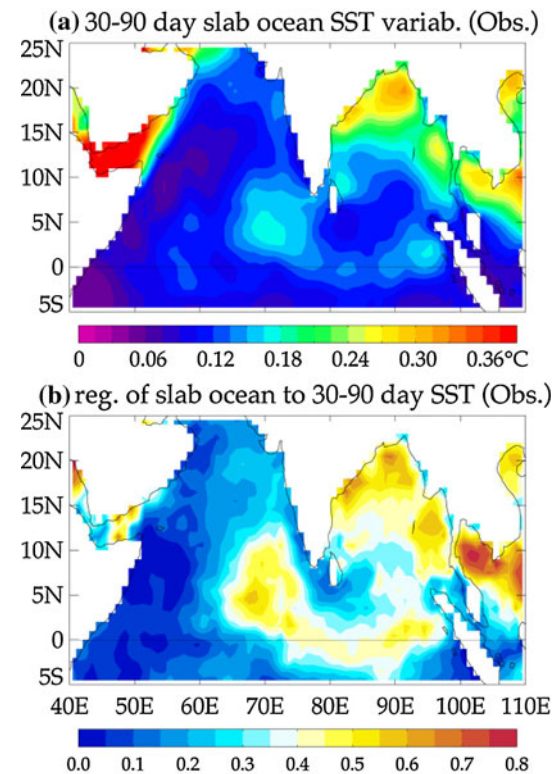 (a) 30-90 day slab ocean SST variab. (Obs.)
25N
20N
15N
10N
5N
0
5S
0 0.06 0.12 0.18 0.24 0.30 0.36°C
(b) reg. of slab ocean to 30-90 day SST (Obs.)
25N
20N
15N
10N
5N
0
5S
40E 50E 60E 70E 80E 90E 100E 110E
0.0 0.1 0.2 0.3 0.4 0.5 0.6 0.7 0.8